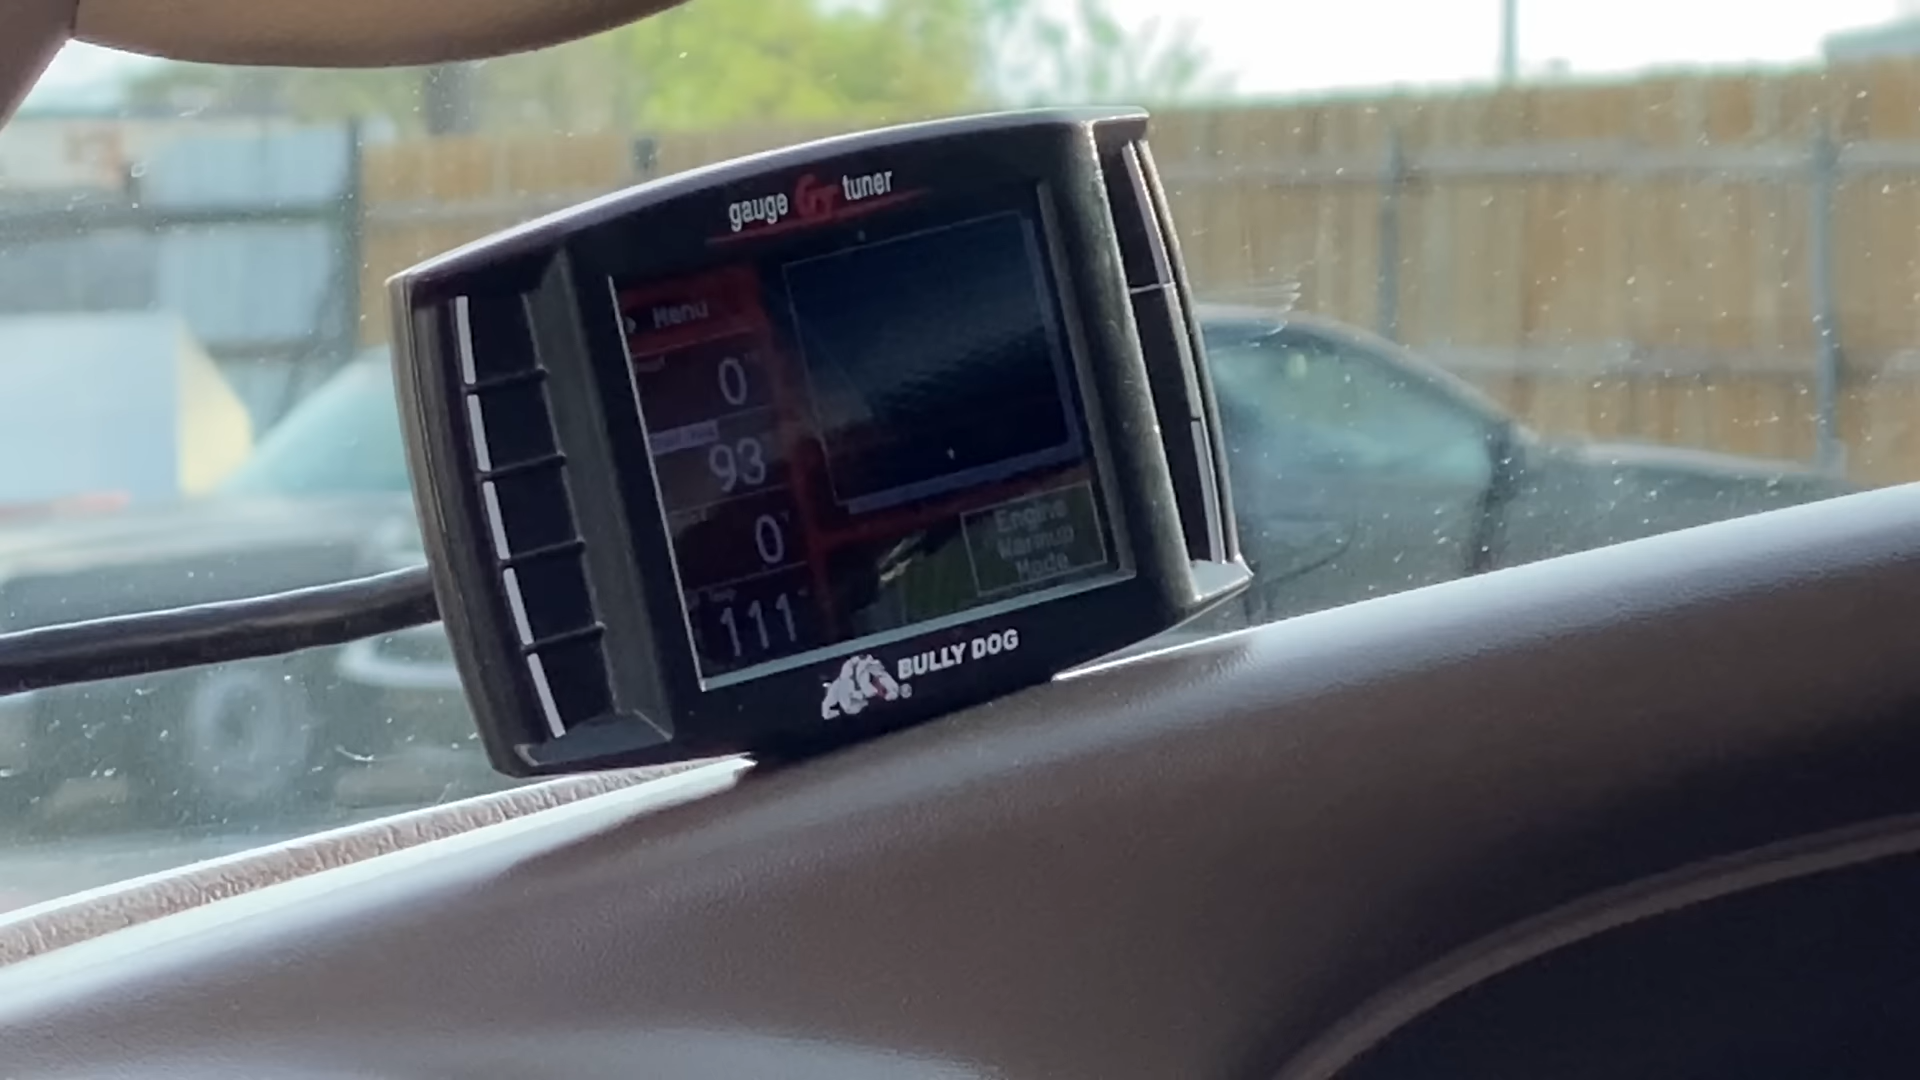 gauge GT tuner
Menu
0
93
0
111
Engine
Warmup
Mode
BULLY DOG
®